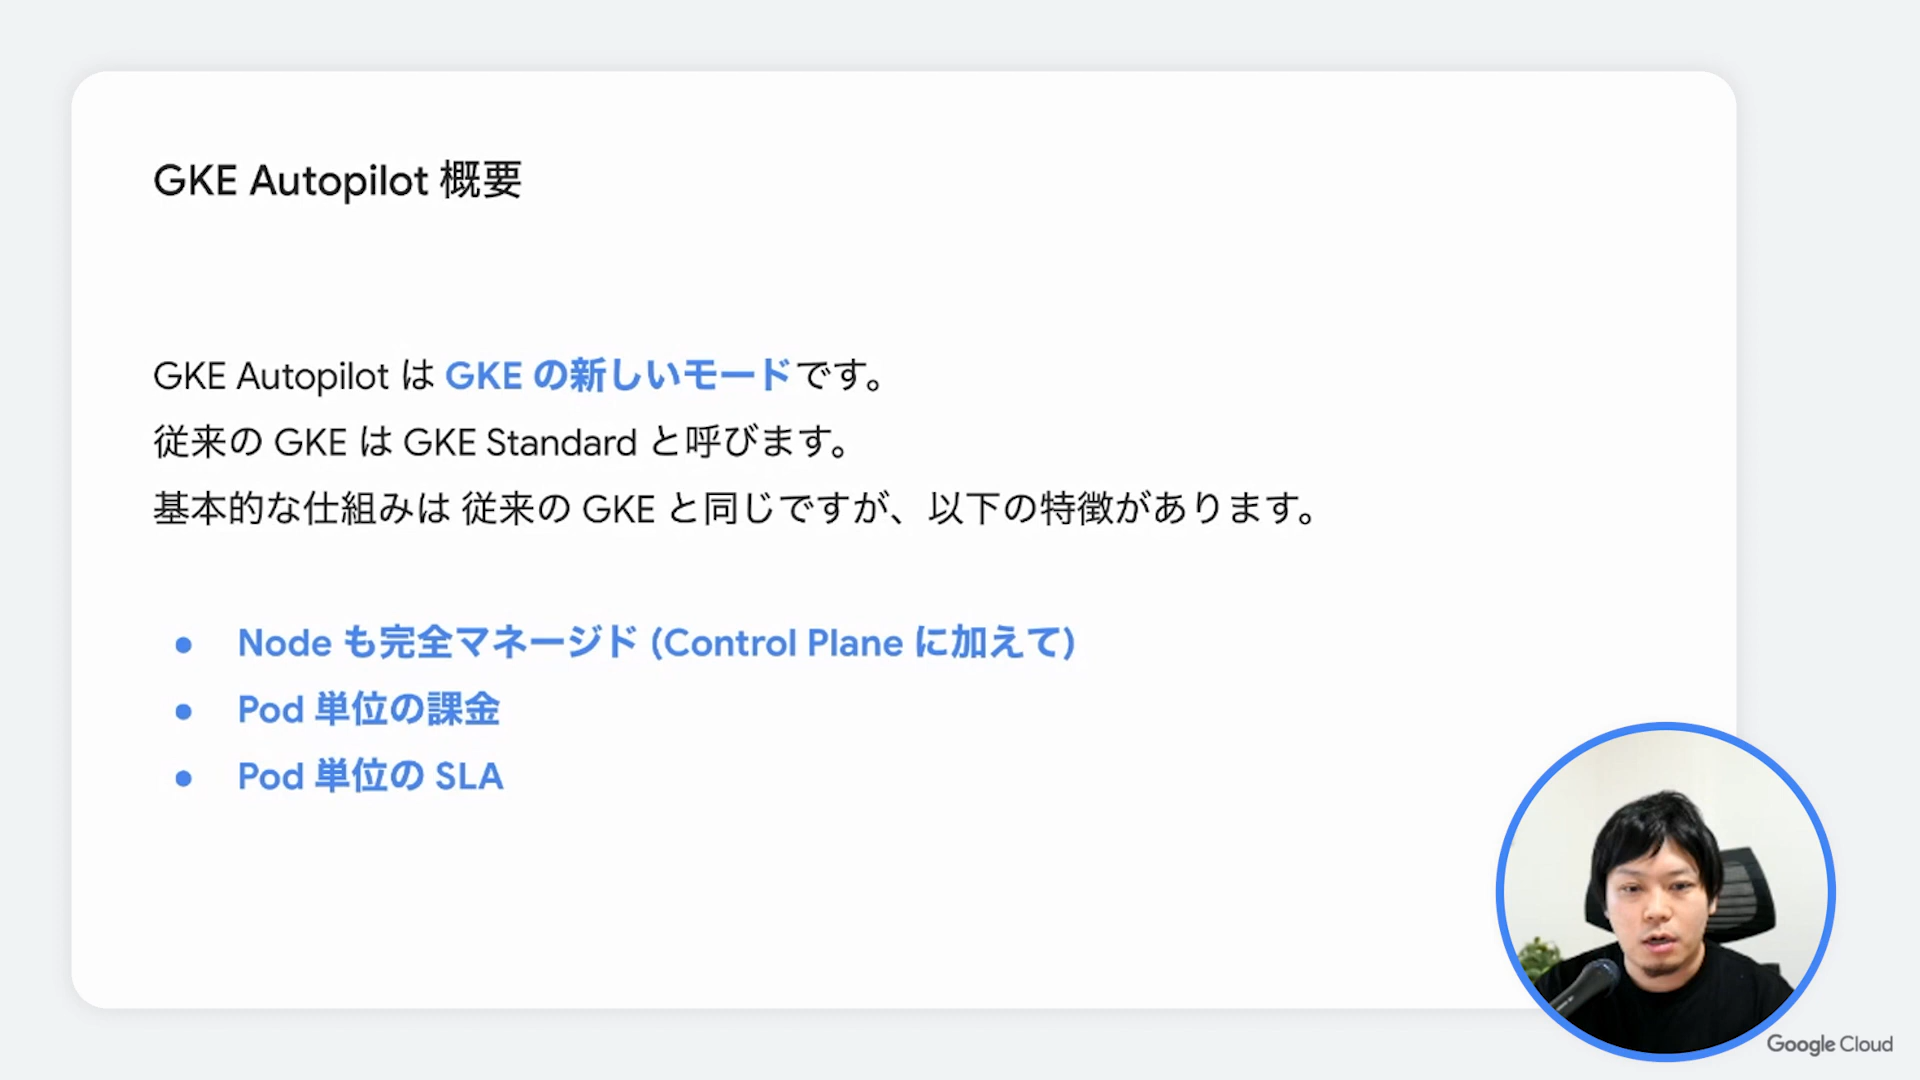 GKE Autopilot 概要
GKE Autopilot は GKE の新しいモードです。
従来の GKE は GKE Standard と呼びます。
基本的な仕組みは 従来の GKE と同じですが、以下の特徴があります。
● Node も完全マネージド (Control Plane に加えて)
● Pod 単位の課金
● Pod 単位の SLA
Google Cloud